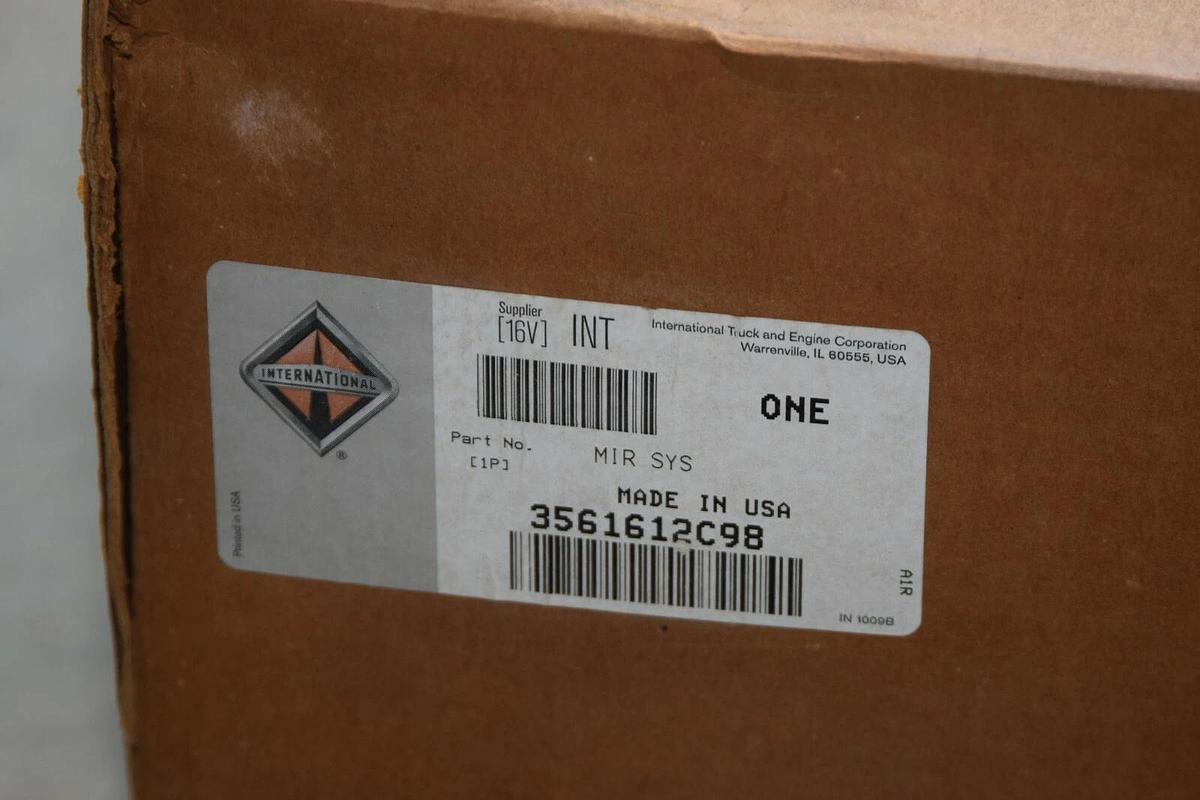 INTERNATIONAL
®
Printed in USA
Supplier
[16V] INT
International Truck and Engine Corporation
Warrenville, IL 60555, USA
ONE
Part No.
[1P]
MIR SYS
MADE IN USA
3561612C98
A1R
IN 1009B